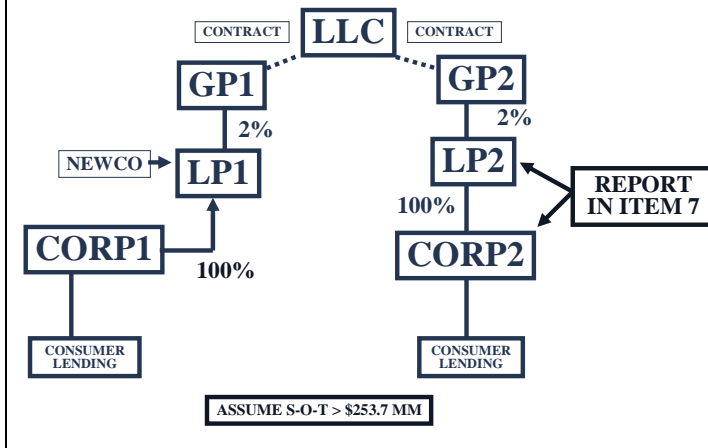 CONTRACT
LLC
CONTRACT
GP1
GP2
2%
2%
NEWCO
LP1
LP2
REPORT
IN ITEM 7
100%
CORP1
CORP2
100%
CONSUMER
LENDING
CONSUMER
LENDING
ASSUME S-O-T > $253.7 MM